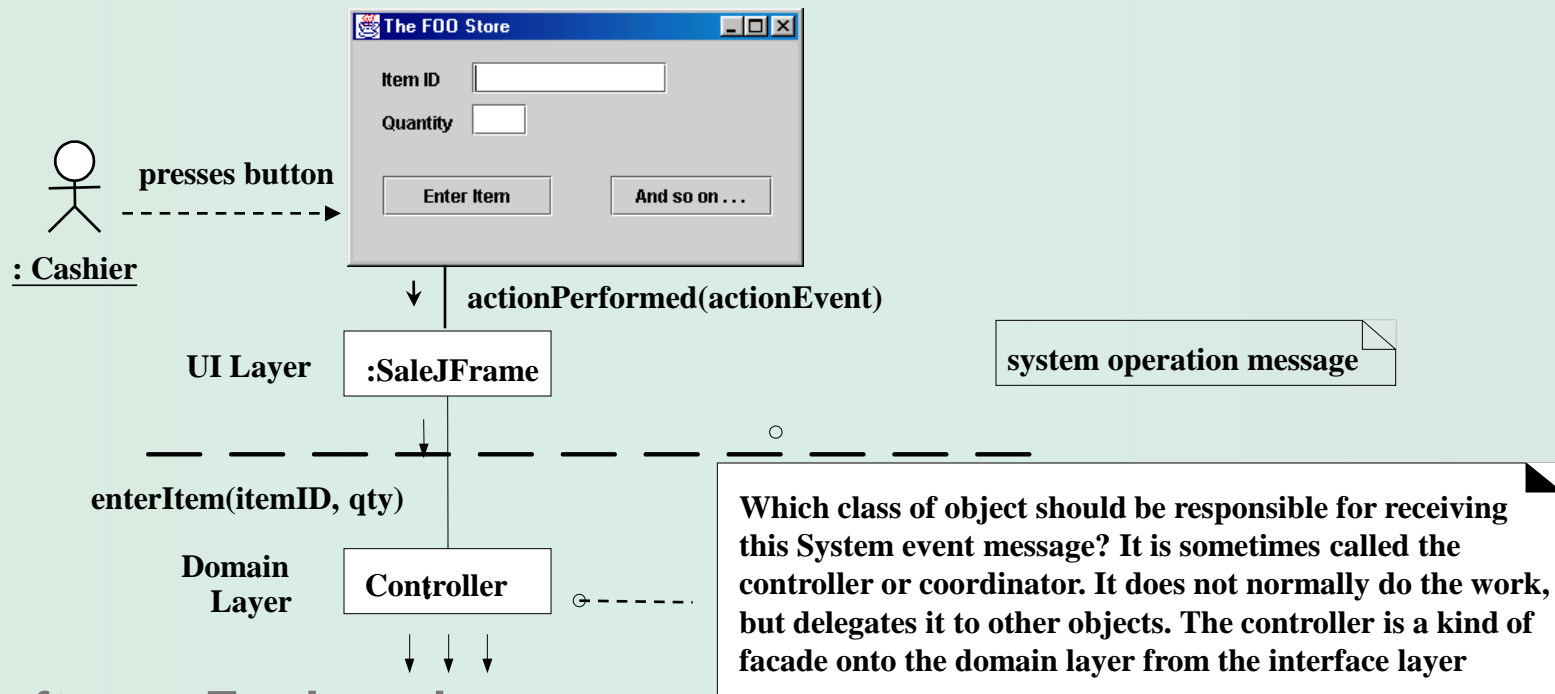 The FOO Store
Item ID
Quantity
Enter Item
And so on . . .
presses button
: Cashier
actionPerformed(actionEvent)
UI Layer
:SaleJFrame
system operation message
enterItem(itemID, qty)
Domain
Layer
Controller
Which class of object should be responsible for receiving
this System event message? It is sometimes called the
controller or coordinator. It does not normally do the work,
but delegates it to other objects. The controller is a kind of
facade onto the domain layer from the interface layer